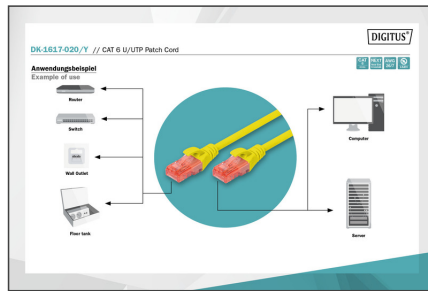 DIGITUS®
DK-1617-020/Y // CAT 6 U/UTP Patch Cord
Anwendungsbeispiel
Example of use
Router
Switch
Wall Outlet
Floor tank
Computer
Server